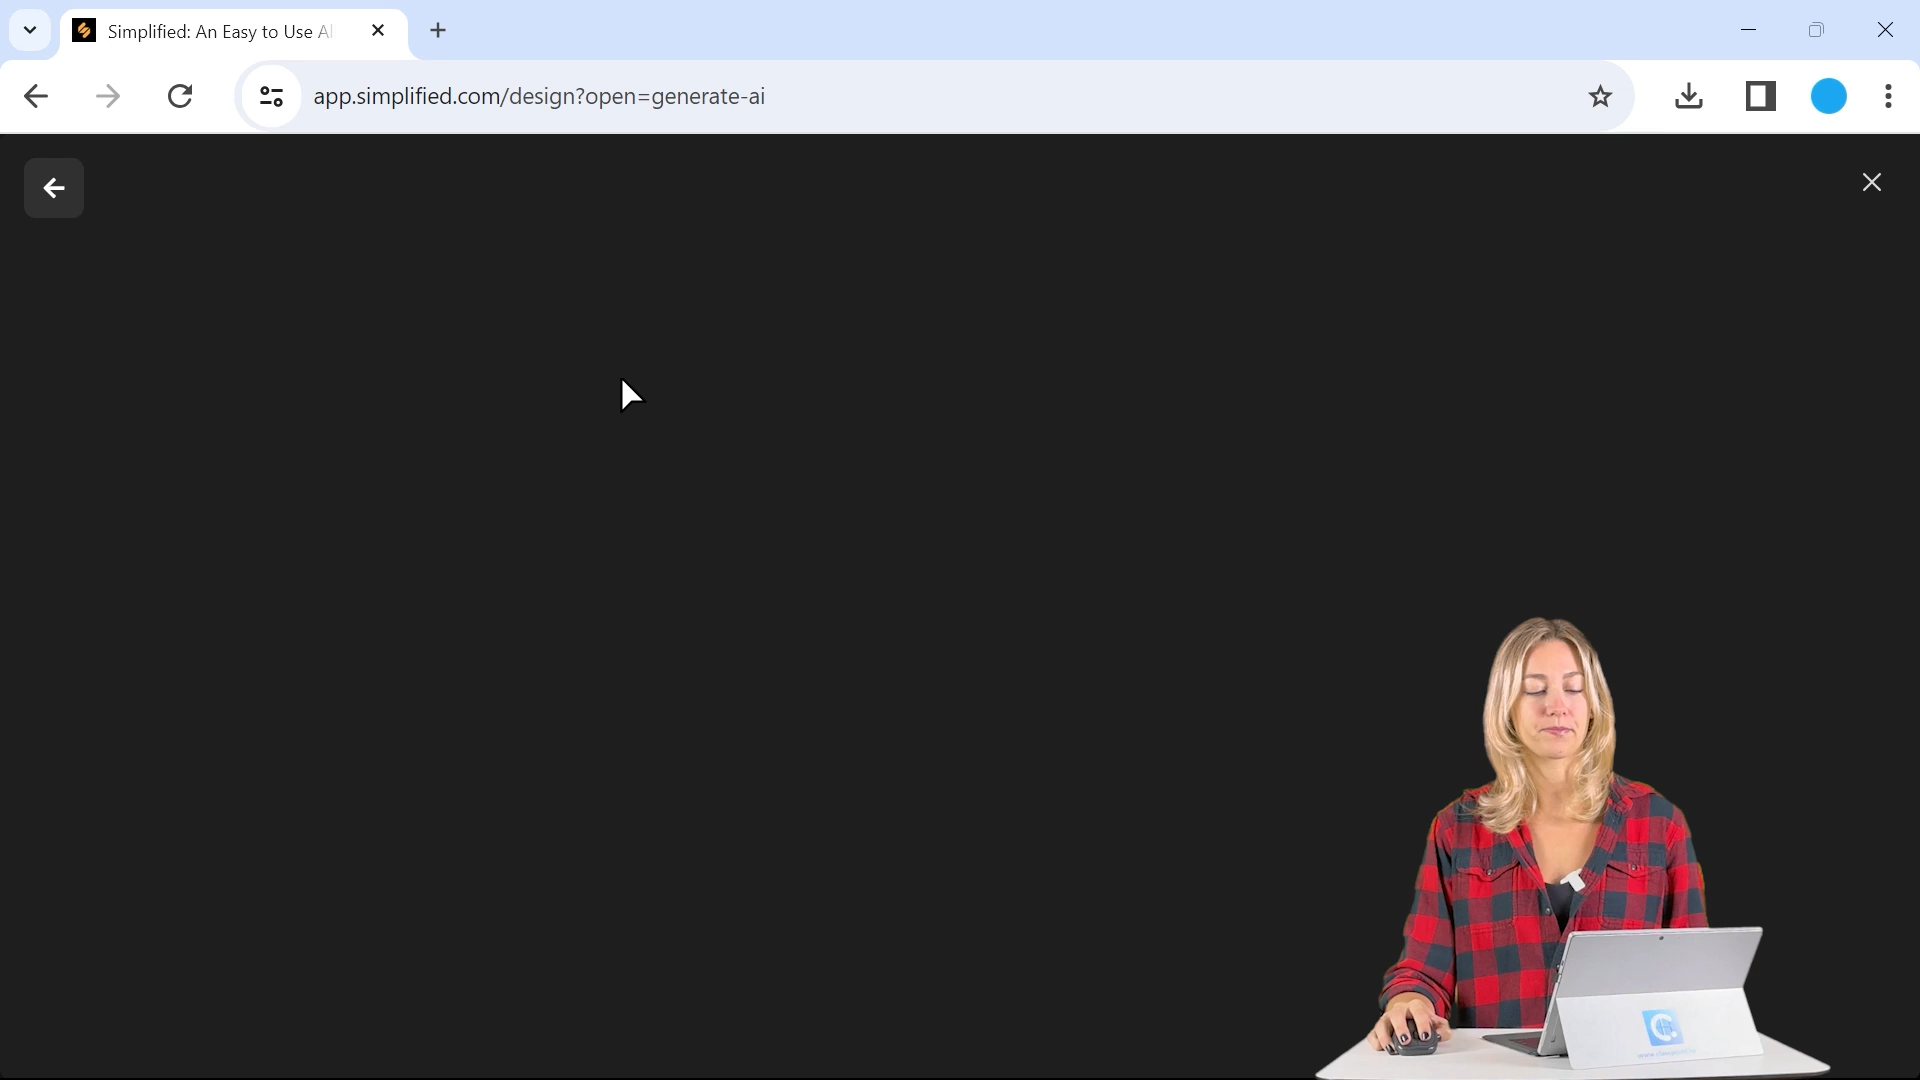 Simplified: An Easy to Use AI
app.simplified.com/design?open=generate-ai